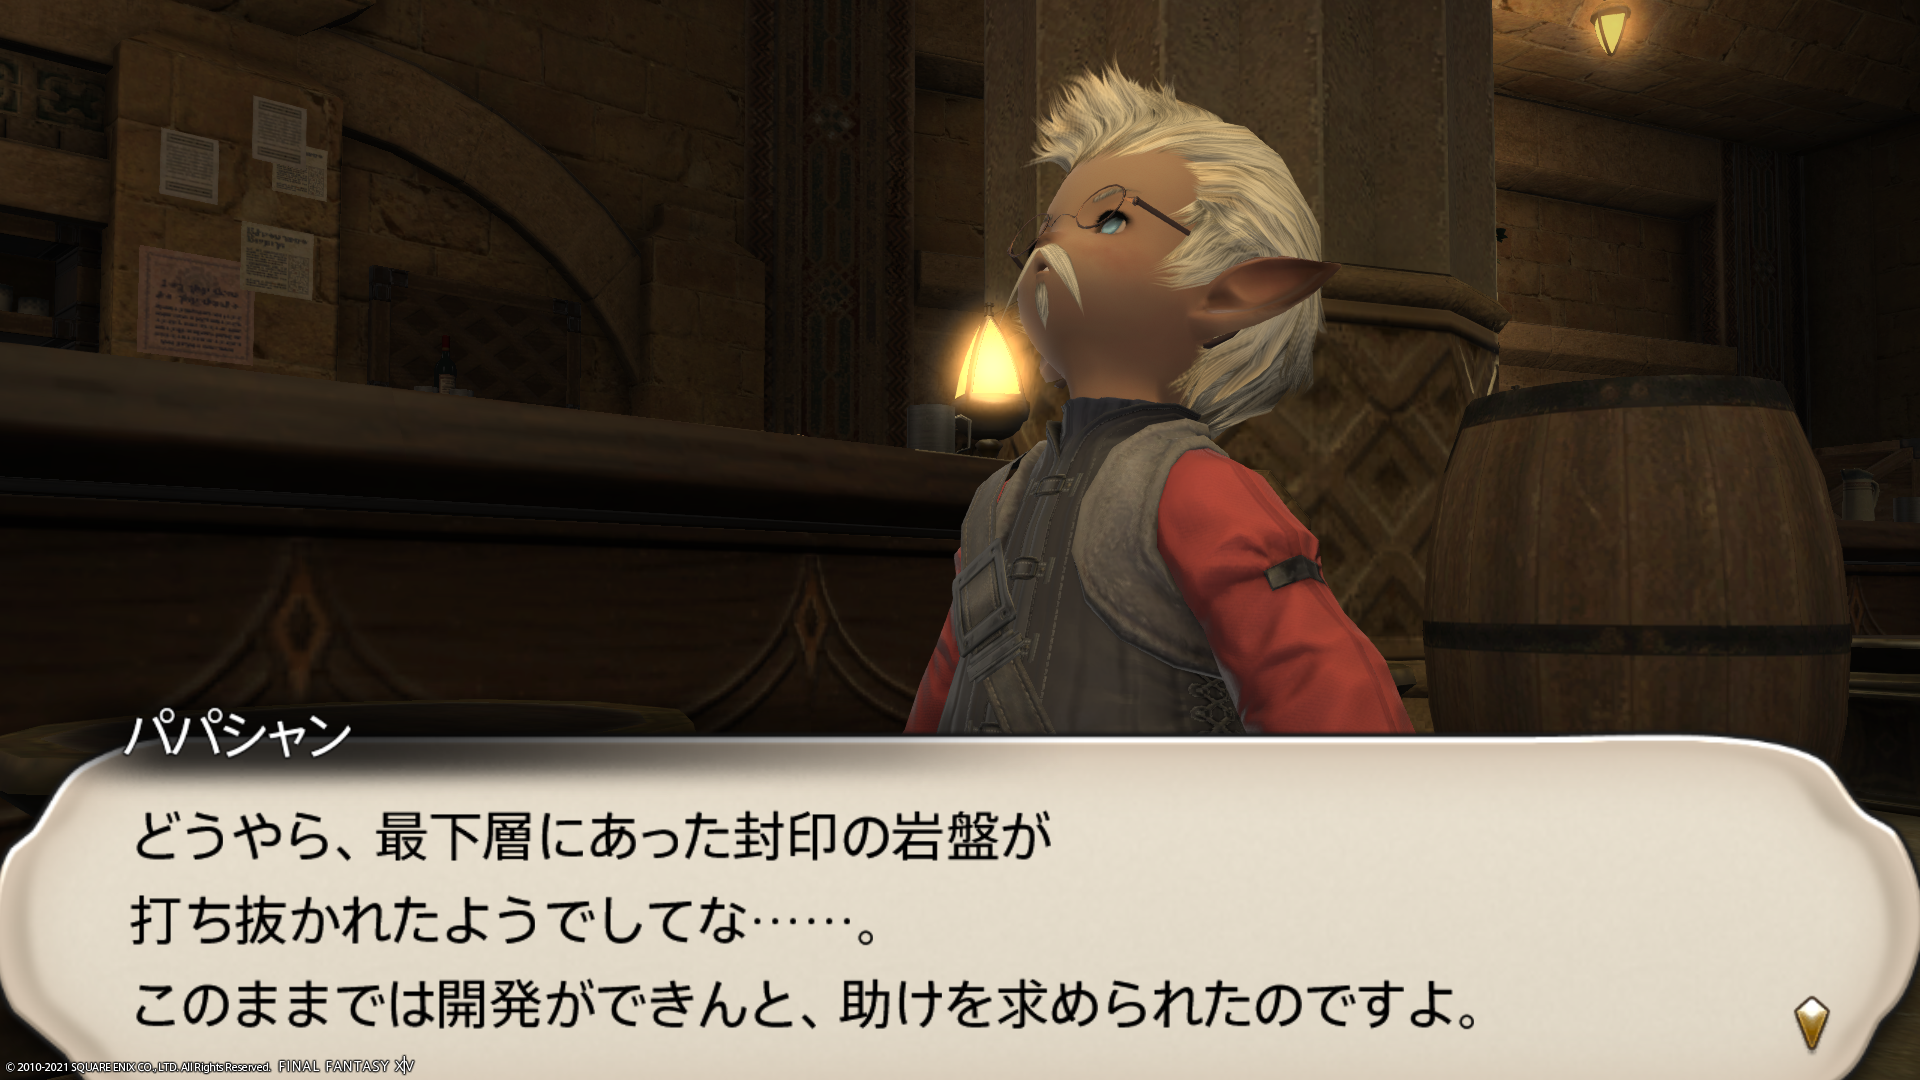 パパシャン
どうやら、最下層にあった封印の岩盤が
打ち抜かれたようでしてな……。
このままでは開発ができんと、助けを求められたのですよ。
© 2010-2021 SQUARE ENIX CO., LTD. All Rights Reserved. FINAL FANTASY XIV